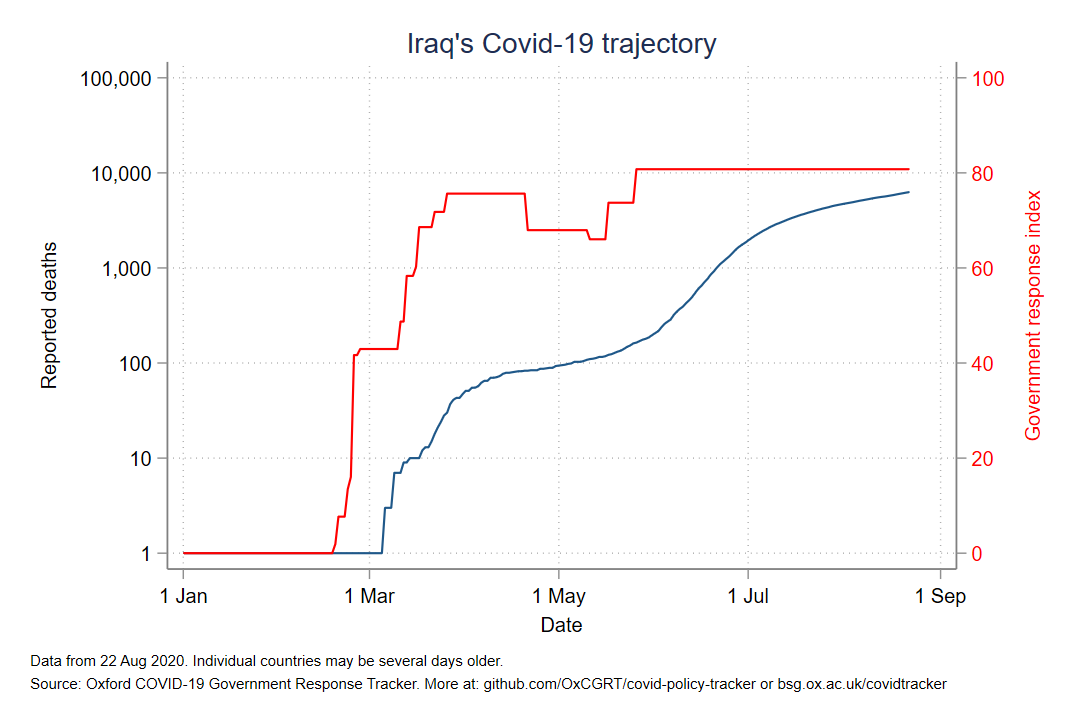 Iraq's Covid-19 trajectory
100,000
10,000
1,000
100
10
1
Reported deaths
100
80
60
40
20
0
Government response index
1 Jan
1 Mar
1 May
1 Jul
1 Sep
Date
Data from 22 Aug 2020. Individual countries may be several days older.
Source: Oxford COVID-19 Government Response Tracker. More at: github.com/OxCGRT/covid-policy-tracker or bsg.ox.ac.uk/covidtracker